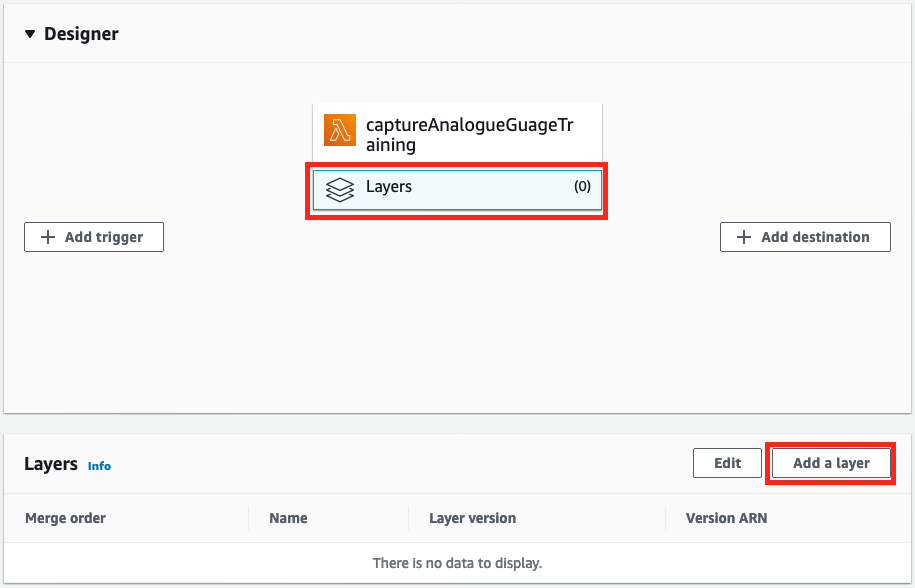 Designer
captureAnalogueGuageTr
aining
Layers (0)
Add trigger
Add destination
Layers Info
Edit
Add a layer
Merge order Name Layer version Version ARN
There is no data to display.